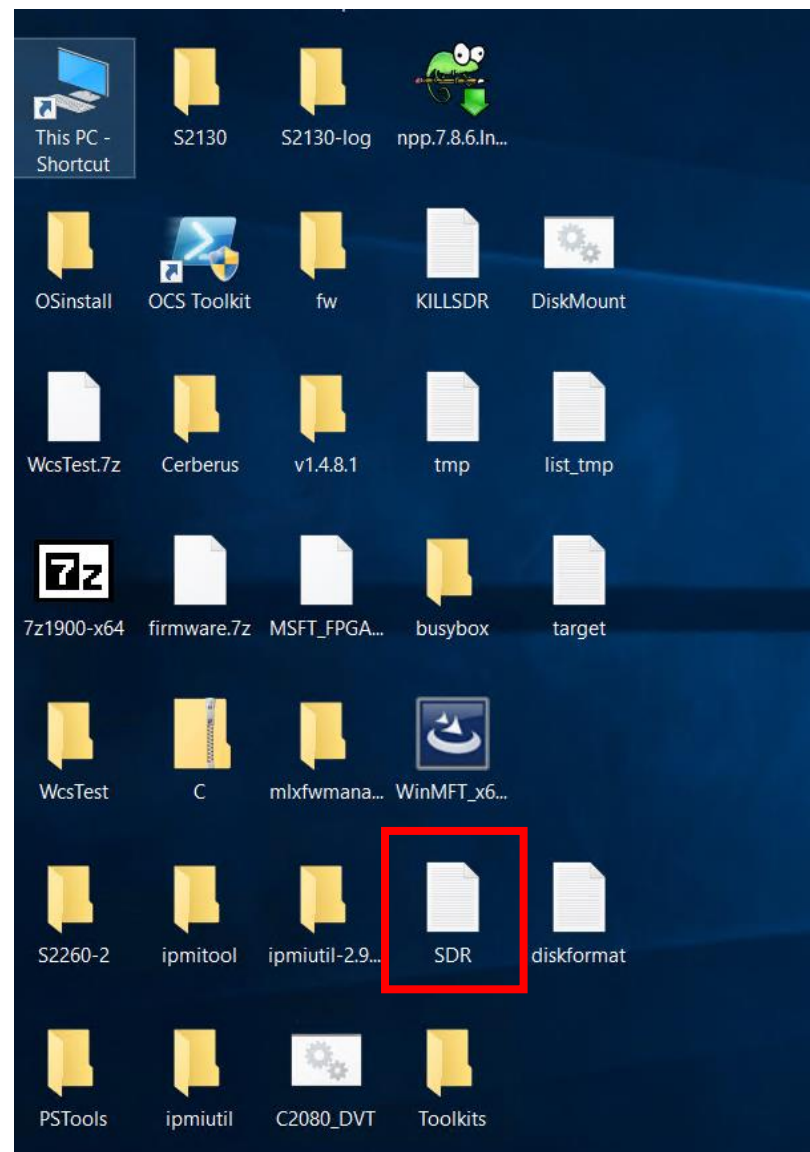 This PC -
Shortcut
S2130
S2130-log
npp.7.8.6.In...
OSinstall
OCS Toolkit
fw
KILLSDR
DiskMount
WcsTest.7z
Cerberus
v1.4.8.1
tmp
list_tmp
7z
7z1900-x64
firmware.7z
MSFT_FPGA...
busybox
target
WcsTest
C
mlxfwmana...
WinMFT_x6...
S2260-2
ipmitool
ipmiutil-2.9...
SDR
diskformat
PSTools
ipmiutil
C2080_DVT
Toolkits